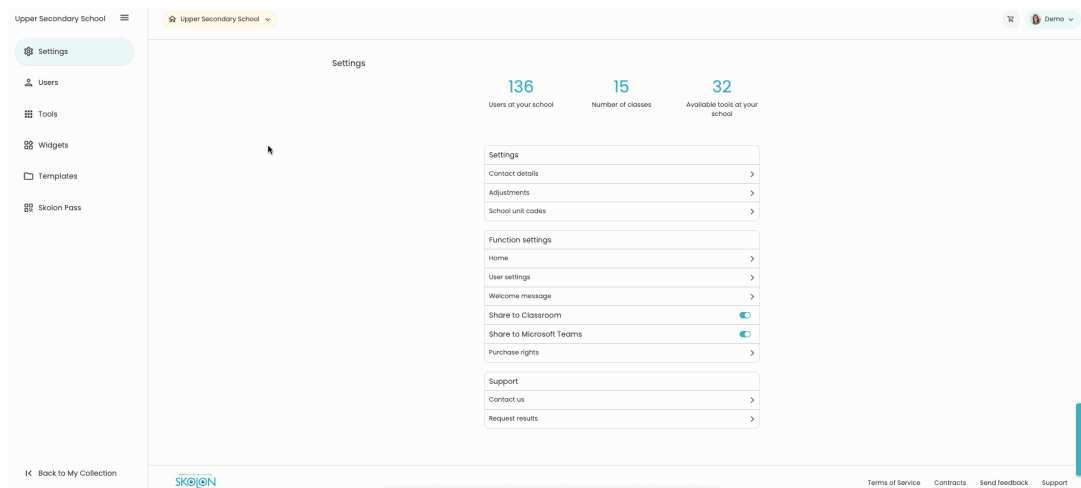 Upper Secondary School
Upper Secondary School
Demo
Settings
Users
Tools
Widgets
Templates
Skolon Pass
Back to My Collection
Settings
136
Users at your school
15
Number of classes
32
Available tools at your
school
Settings
Contact details
Adjustments
School unit codes
Function settings
Home
User settings
Welcome message
Share to Classroom
Share to Microsoft Teams
Purchase rights
Support
Contact us
Request results
SKOLON
Terms of Service
Contracts
Send feedback
Support